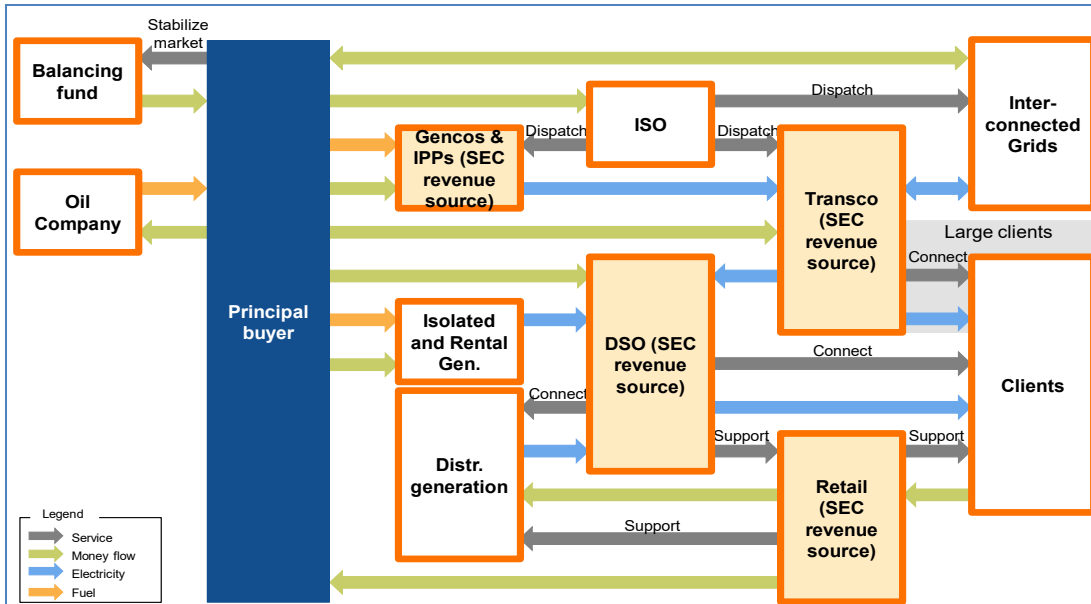 Stabilize
market
Balancing
fund
Oil
Company
Principal
buyer
ISO
Dispatch
Dispatch
Dispatch
Gencos &
IPPs (SEC
revenue
source)
Inter-
connected
Grids
Transco
(SEC
revenue
source)
Large clients
Connect
Isolated
and Rental
Gen.
DSO (SEC
revenue
source)
Connect
Clients
Connect
Distr.
generation
Support
Support
Retail
(SEC
revenue
source)
Support
Legend
Service
Money flow
Electricity
Fuel